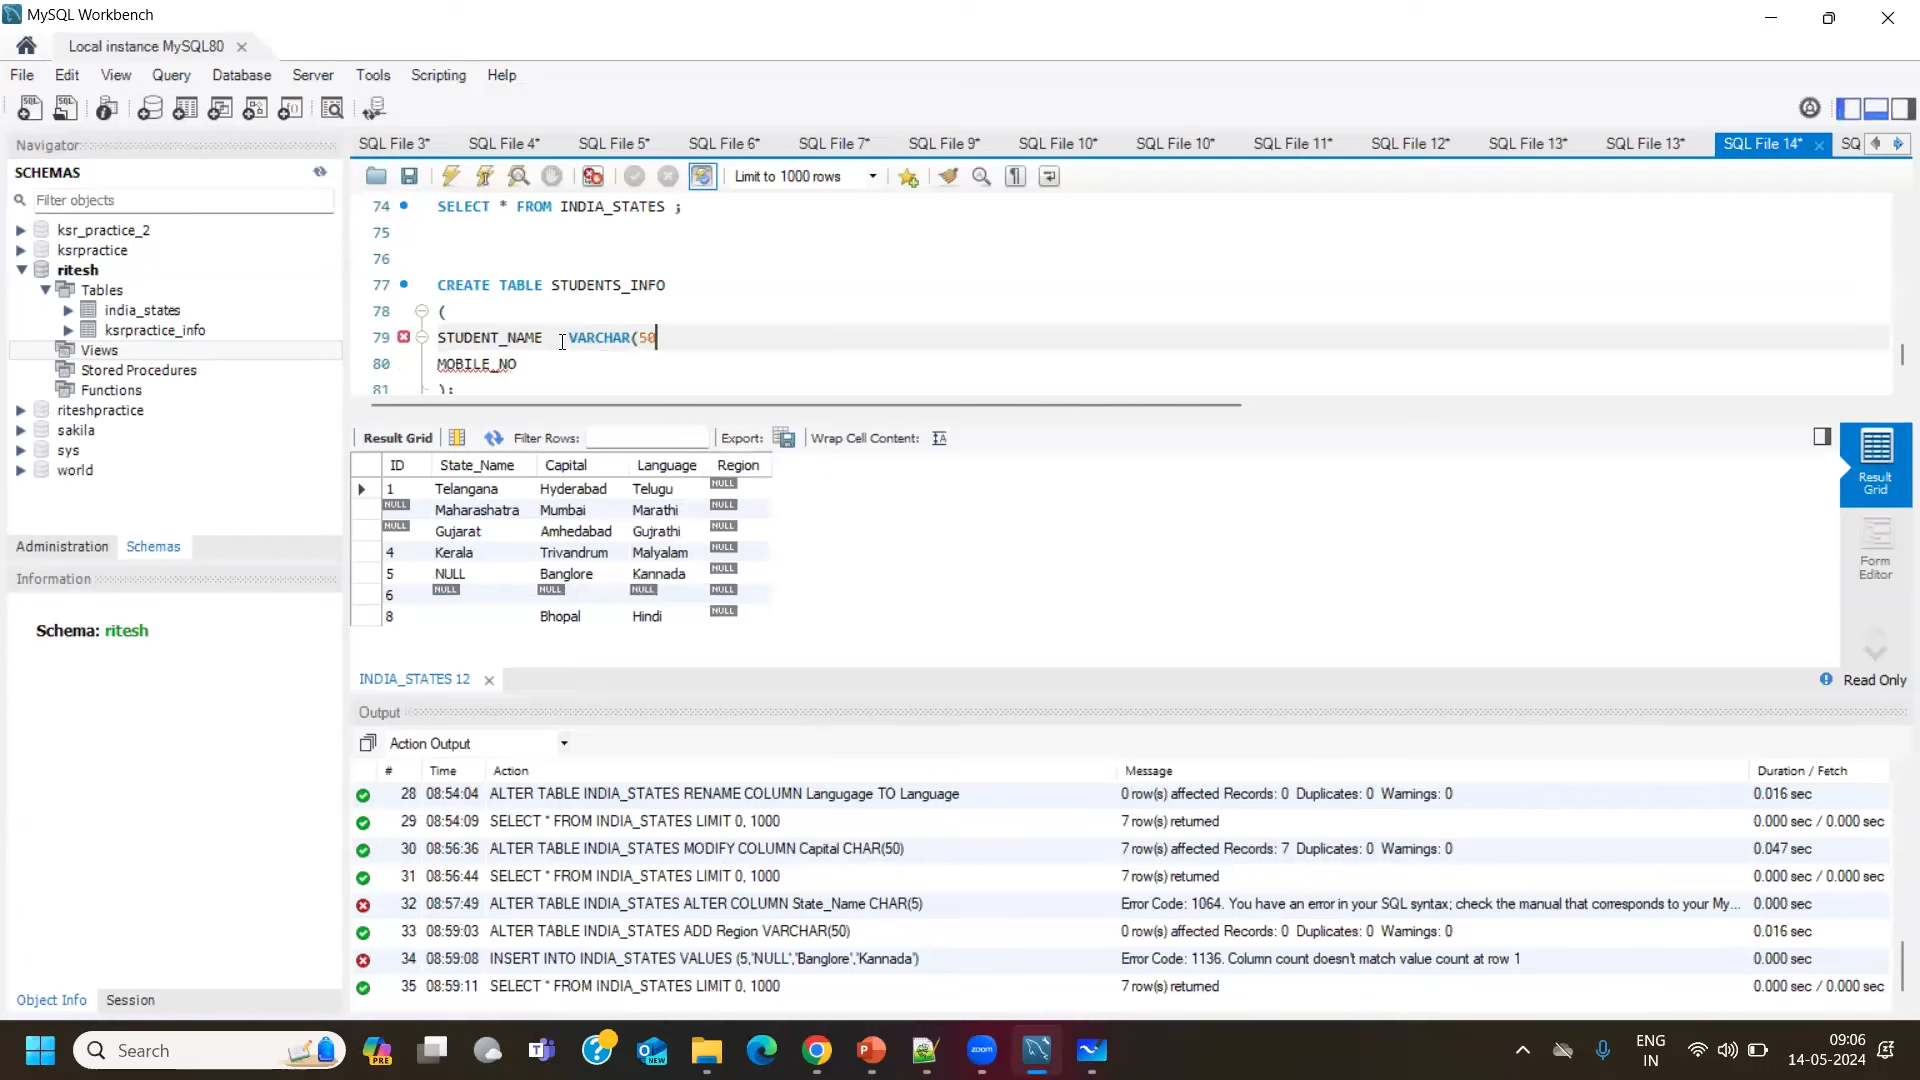 MySQL Workbench
Local instance MySQL80
File Edit View Query Database Server Tools Scripting Help
Navigator
SCHEMAS
Filter objects
ksr_practice_2
ksrpractice
ritesh
Tables
india_states
ksrpractice_info
Views
Stored Procedures
Functions
riteshpractice
sakila
sys
world
Administration Schemas
Information
Schema: ritesh
Object Info Session
SQL File 3* SQL File 4* SQL File 5* SQL File 6* SQL File 7* SQL File 9* SQL File 10* SQL File 10* SQL File 11* SQL File 12* SQL File 13* SQL File 13* SQL File 14* SQ
Limit to 1000 rows
74 SELECT * FROM INDIA_STATES ;
75
76
77 CREATE TABLE STUDENTS_INFO
78 (
79 STUDENT_NAME VARCHAR(50
80 MOBILE_NO
81 );
Result Grid Filter Rows: Export: Wrap Cell Content:
ID State_Name Capital Language Region
1 Telangana Hyderabad Telugu NULL
NULL Maharashatra Mumbai Marathi NULL
NULL Gujarat Amhedabad Gujrathi NULL
4 Kerala Trivandrum Malyalam NULL
5 NULL Banglore Kannada NULL
6 NULL NULL NULL NULL
8 Bhopal Hindi NULL
Result Grid
Form Editor
INDIA_STATES 12
Read Only
Output
Action Output
# Time Action Message Duration / Fetch
28 08:54:04 ALTER TABLE INDIA_STATES RENAME COLUMN Langugage TO Language 0 row(s) affected Records: 0 Duplicates: 0 Warnings: 0 0.016 sec
29 08:54:09 SELECT * FROM INDIA_STATES LIMIT 0, 1000 7 row(s) returned 0.000 sec / 0.000 sec
30 08:56:36 ALTER TABLE INDIA_STATES MODIFY COLUMN Capital CHAR(50) 7 row(s) affected Records: 7 Duplicates: 0 Warnings: 0 0.047 sec
31 08:56:44 SELECT * FROM INDIA_STATES LIMIT 0, 1000 7 row(s) returned 0.000 sec / 0.000 sec
32 08:57:49 ALTER TABLE INDIA_STATES ALTER COLUMN State_Name CHAR(5) Error Code: 1064. You have an error in your SQL syntax; check the manual that corresponds to your My... 0.000 sec
33 08:59:03 ALTER TABLE INDIA_STATES ADD Region VARCHAR(50) 0 row(s) affected Records: 0 Duplicates: 0 Warnings: 0 0.016 sec
34 08:59:08 INSERT INTO INDIA_STATES VALUES (5,'NULL','Banglore','Kannada') Error Code: 1136. Column count doesn't match value count at row 1 0.000 sec
35 08:59:11 SELECT * FROM INDIA_STATES LIMIT 0, 1000 7 row(s) returned 0.000 sec / 0.000 sec
Search
PRE
NEW
zoom
ENG
IN
09:06
14-05-2024